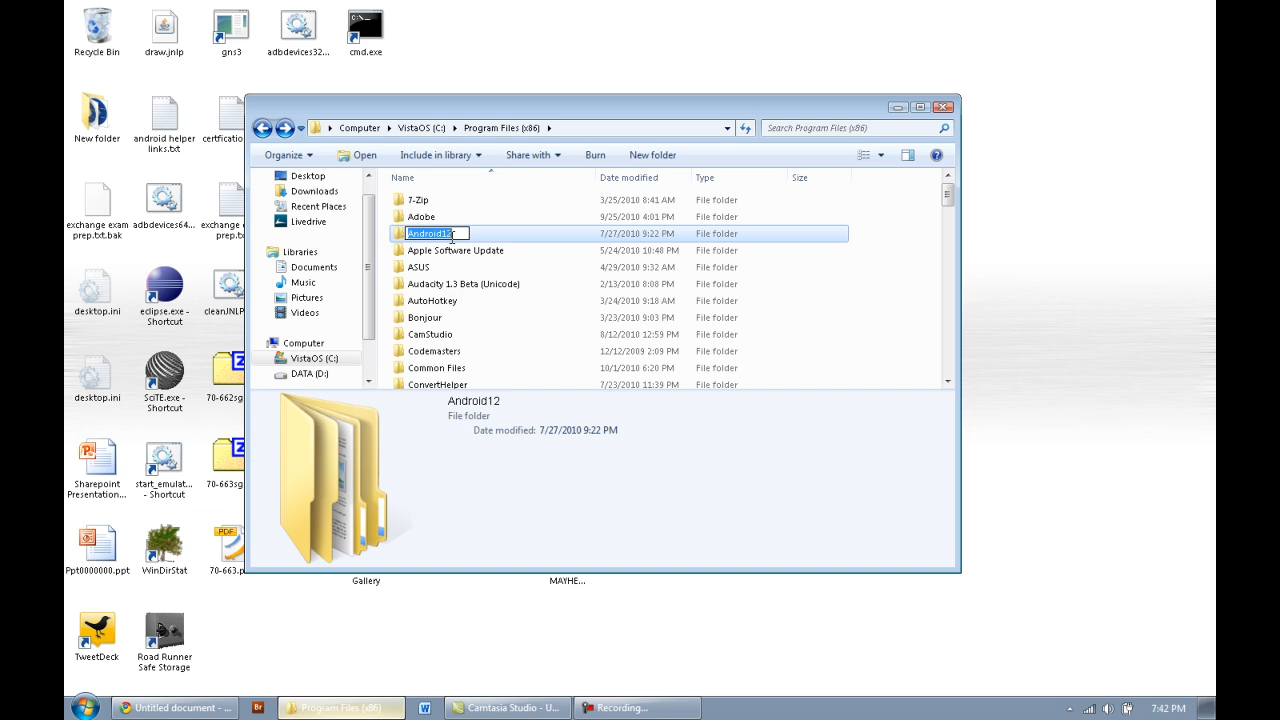 Recycle Bin
draw.jnlp
gns3
adbdevices32...
cmd.exe
New folder
android helper
links.txt
certfication
exchange exam
prep.txt.bak
adbdevices64...
exchange e
prep.t
desktop.ini
eclipse.exe -
Shortcut
cleanJNLP
desktop.ini
SciTE.exe -
Shortcut
70-662sg
Sharepoint
Presentation...
start_emulat...
- Shortcut
70-663sg
Ppt0000000.ppt
WinDirStat
PDF
70-663.p
Gallery
MAYHE...
TweetDeck
Road Runner
Safe Storage
Computer
VistaOS (C:)
Program Files (x86)
Search Program Files (x86)
Organize
Open
Include in library
Share with
Burn
New folder
Desktop
Downloads
Recent Places
Livedrive
Libraries
Documents
Music
Pictures
Videos
Computer
VistaOS (C:)
DATA (D:)
Name Date modified Type Size
7-Zip 3/25/2010 8:41 AM File folder
Adobe 9/25/2010 4:01 PM File folder
Android12 7/27/2010 9:22 PM File folder
Apple Software Update 5/24/2010 10:48 PM File folder
ASUS 4/29/2010 9:32 AM File folder
Audacity 1.3 Beta (Unicode) 2/13/2010 8:08 PM File folder
AutoHotkey 3/24/2010 9:18 AM File folder
Bonjour 3/23/2010 9:03 PM File folder
CamStudio 8/12/2010 12:59 PM File folder
Codemasters 12/12/2009 2:09 PM File folder
Common Files 10/1/2010 6:20 PM File folder
ConvertHelper 7/23/2010 11:39 PM File folder
Android12
File folder
Date modified: 7/27/2010 9:22 PM
Untitled document - ...
Br
Program Files (x86)
W
Camtasia Studio - U...
Recording...
7:42 PM